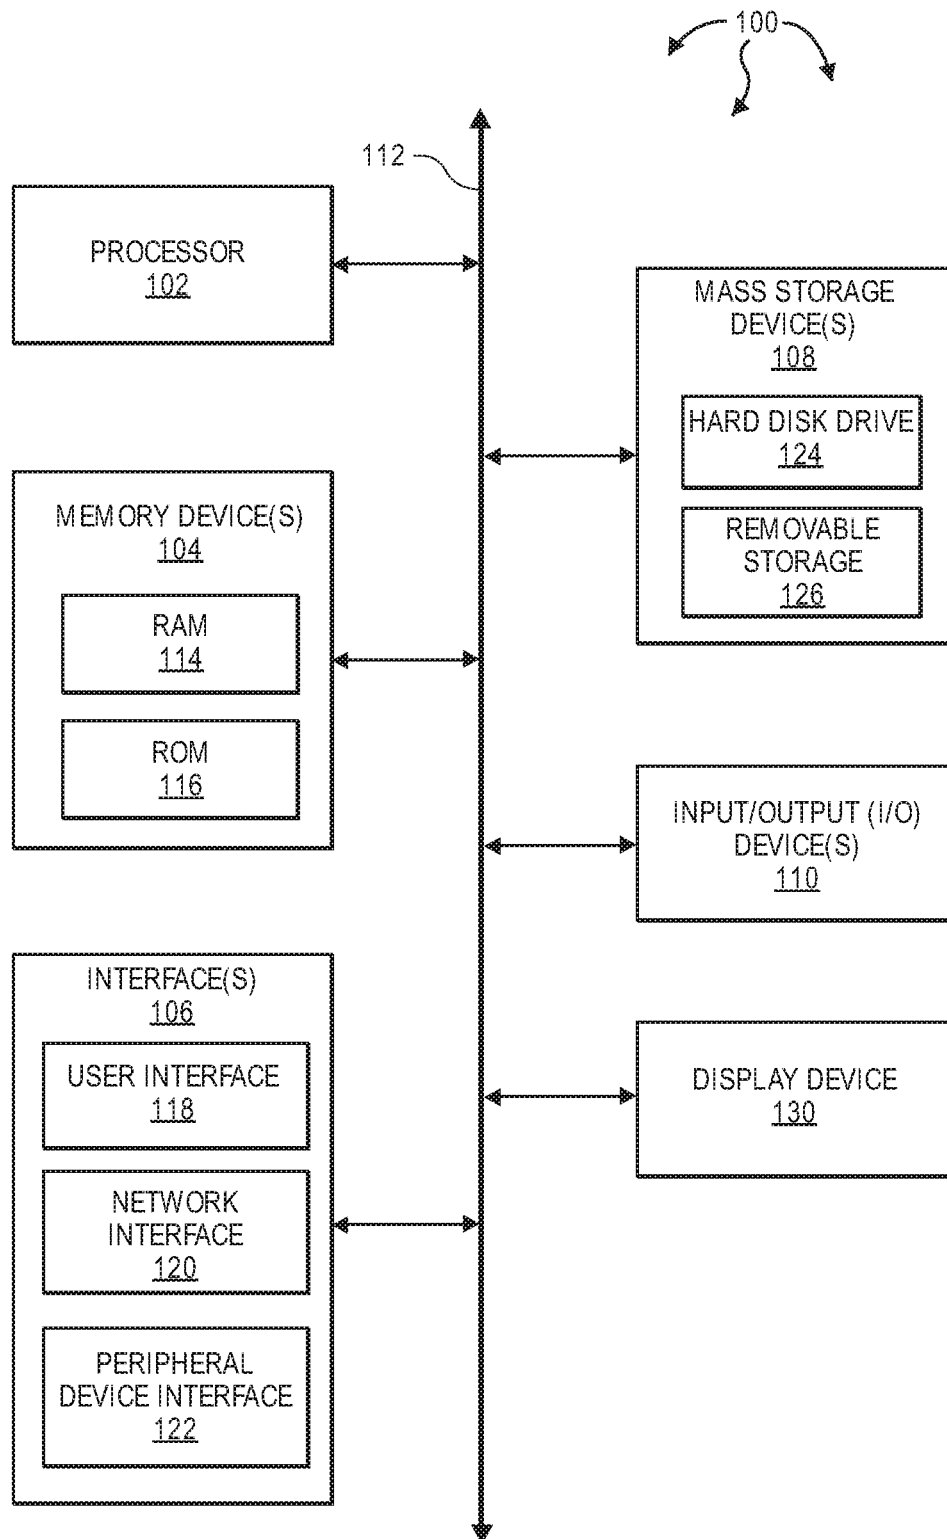 100
112
PROCESSOR
102
MASS STORAGE
DEVICE(S)
108
HARD DISK DRIVE
124
REMOVABLE
STORAGE
126
MEMORY DEVICE(S)
104
RAM
114
ROM
116
INPUT/OUTPUT (I/O)
DEVICE(S)
110
INTERFACE(S)
106
USER INTERFACE
118
NETWORK
INTERFACE
120
PERIPHERAL
DEVICE INTERFACE
122
DISPLAY DEVICE
130